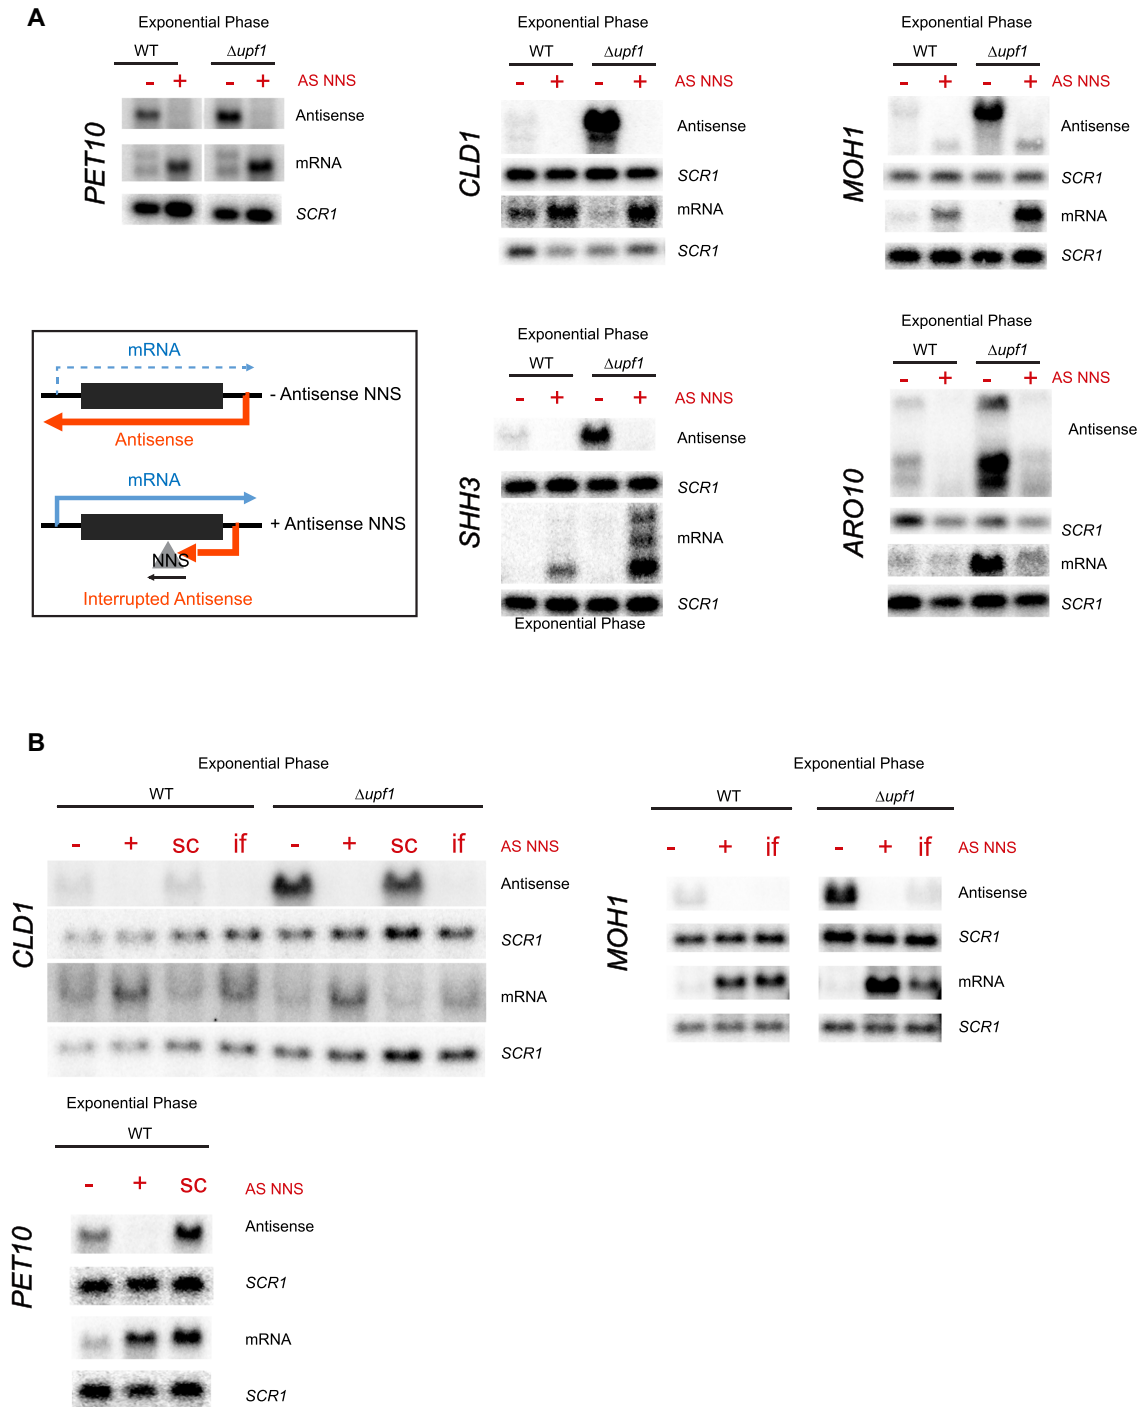 A
Exponential Phase
WT Δupf1
- + - + AS NNS
PET10
Antisense
mRNA
SCR1
Exponential Phase
WT Δupf1
- + - + AS NNS
CLD1
Antisense
SCR1
mRNA
SCR1
Exponential Phase
WT Δupf1
- + - + AS NNS
MOH1
Antisense
SCR1
mRNA
SCR1
mRNA
- Antisense NNS
Antisense
mRNA
+ Antisense NNS
NNS
Interrupted Antisense
Exponential Phase
WT Δupf1
- + - + AS NNS
SHH3
Antisense
SCR1
mRNA
SCR1
Exponential Phase
Exponential Phase
WT Δupf1
- + - + AS NNS
ARO10
Antisense
SCR1
mRNA
SCR1
B
Exponential Phase
WT Δupf1
- + sc if - + sc if AS NNS
CLD1
Antisense
SCR1
mRNA
SCR1
Exponential Phase
WT Δupf1
- + if - + if AS NNS
MOH1
Antisense
SCR1
mRNA
SCR1
Exponential Phase
WT
- + sc AS NNS
PET10
Antisense
SCR1
mRNA
SCR1